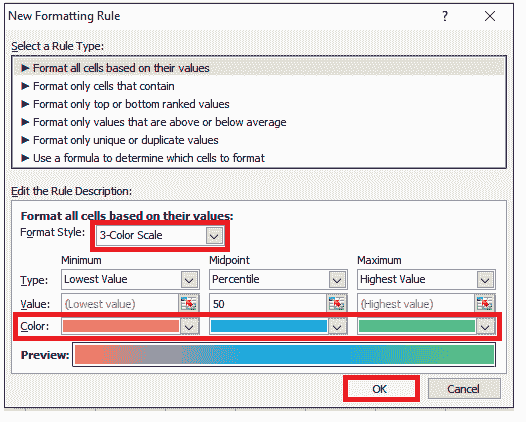 New Formatting Rule ?
Select a Rule Type:
► Format all cells based on their values
► Format only cells that contain
► Format only top or bottom ranked values
► Format only values that are above or below average
► Format only unique or duplicate values
► Use a formula to determine which cells to format
Edit the Rule Description:
Format all cells based on their values:
Format Style: 3-Color Scale
Minimum Midpoint Maximum
Type: Lowest Value Percentile Highest Value
Value: (Lowest value) 50 (Highest value)
Color:
Preview:
OK Cancel